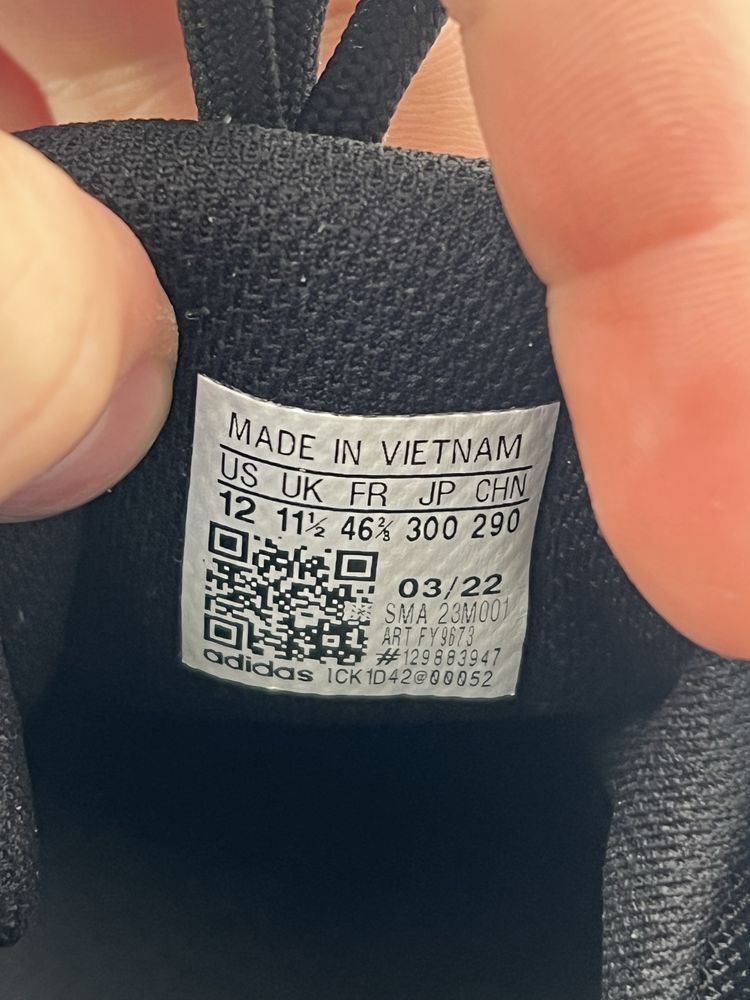 MADE IN VIETNAM
US UK FR JP CHN
12 11½ 46⅔ 300 290
03/22
SMA 23M001
ART FY9673
#129883947
adidas 1CK1D42@00052